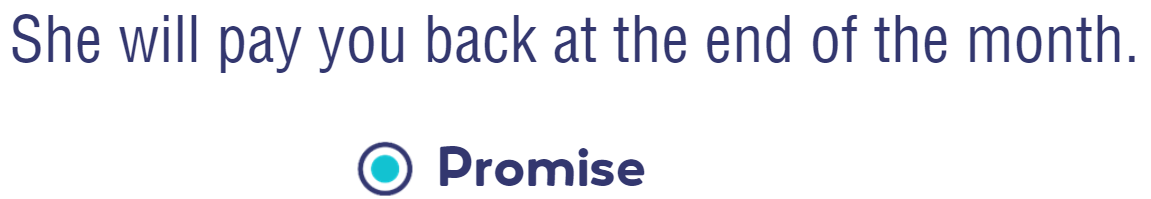 She will pay you back at the end of the month.
Promise